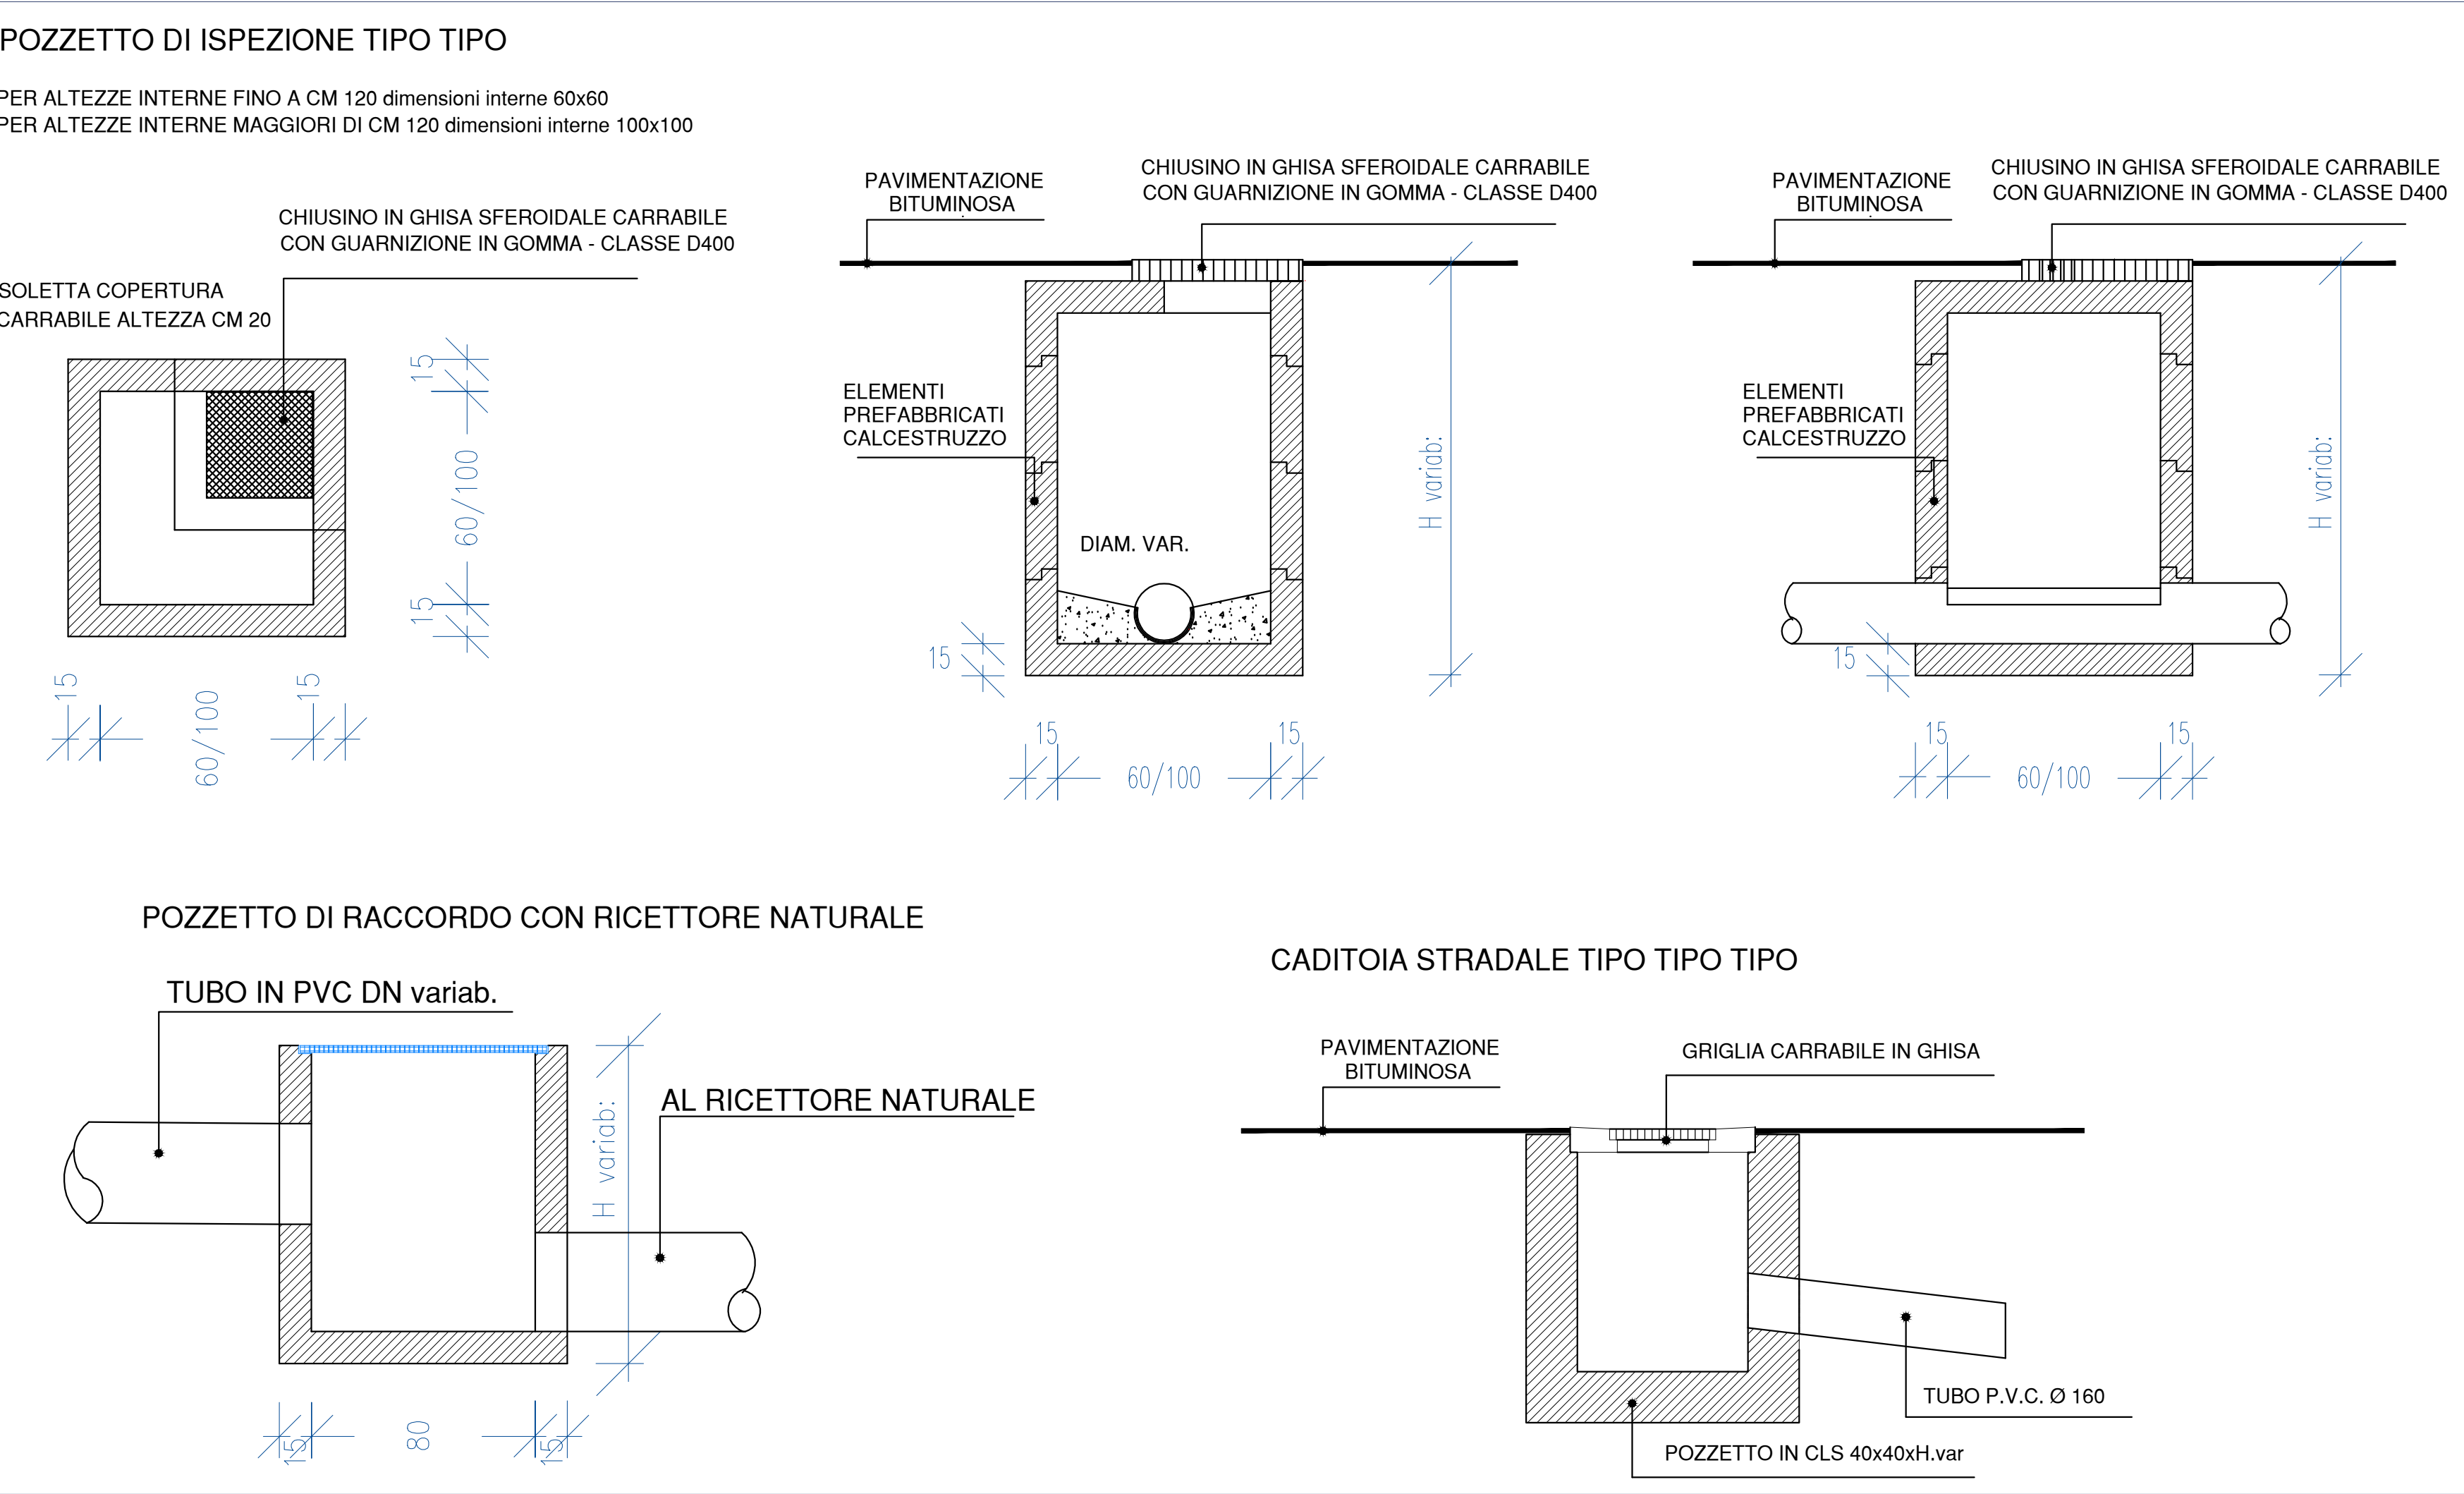 POZZETTO DI ISPEZIONE TIPO TIPO
PER ALTEZZE INTERNE FINO A CM 120 dimensioni interne 60x60
PER ALTEZZE INTERNE MAGGIORI DI CM 120 dimensioni interne 100x100
CHIUSINO IN GHISA SFEROIDALE CARRABILE
CON GUARNIZIONE IN GOMMA - CLASSE D400
SOLETTA COPERTURA
CARRABILE ALTEZZA CM 20
15
60/100
15
15
60/100
15
PAVIMENTAZIONE
BITUMINOSA
CHIUSINO IN GHISA SFEROIDALE CARRABILE
CON GUARNIZIONE IN GOMMA - CLASSE D400
ELEMENTI
PREFABBRICATI
CALCESTRUZZO
DIAM. VAR.
H variab:
15
15
60/100
15
PAVIMENTAZIONE
BITUMINOSA
CHIUSINO IN GHISA SFEROIDALE CARRABILE
CON GUARNIZIONE IN GOMMA - CLASSE D400
ELEMENTI
PREFABBRICATI
CALCESTRUZZO
H variab:
15
15
60/100
15
POZZETTO DI RACCORDO CON RICETTORE NATURALE
TUBO IN PVC DN variab.
AL RICETTORE NATURALE
H variab:
15
80
15
CADITOIA STRADALE TIPO TIPO TIPO
PAVIMENTAZIONE
BITUMINOSA
GRIGLIA CARRABILE IN GHISA
TUBO P.V.C. Ø 160
POZZETTO IN CLS 40x40xH.var